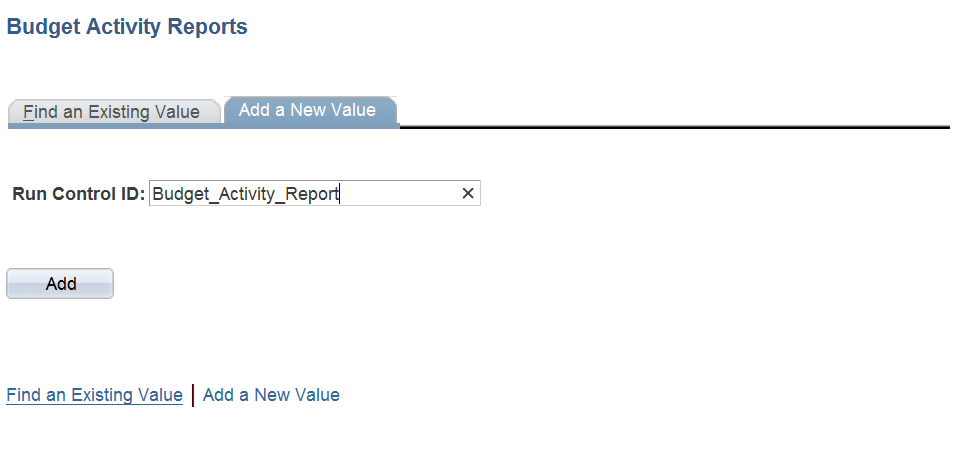 Budget Activity Reports
Find an Existing Value Add a New Value
Run Control ID: Budget_Activity_Report ✕
Add
Find an Existing Value | Add a New Value